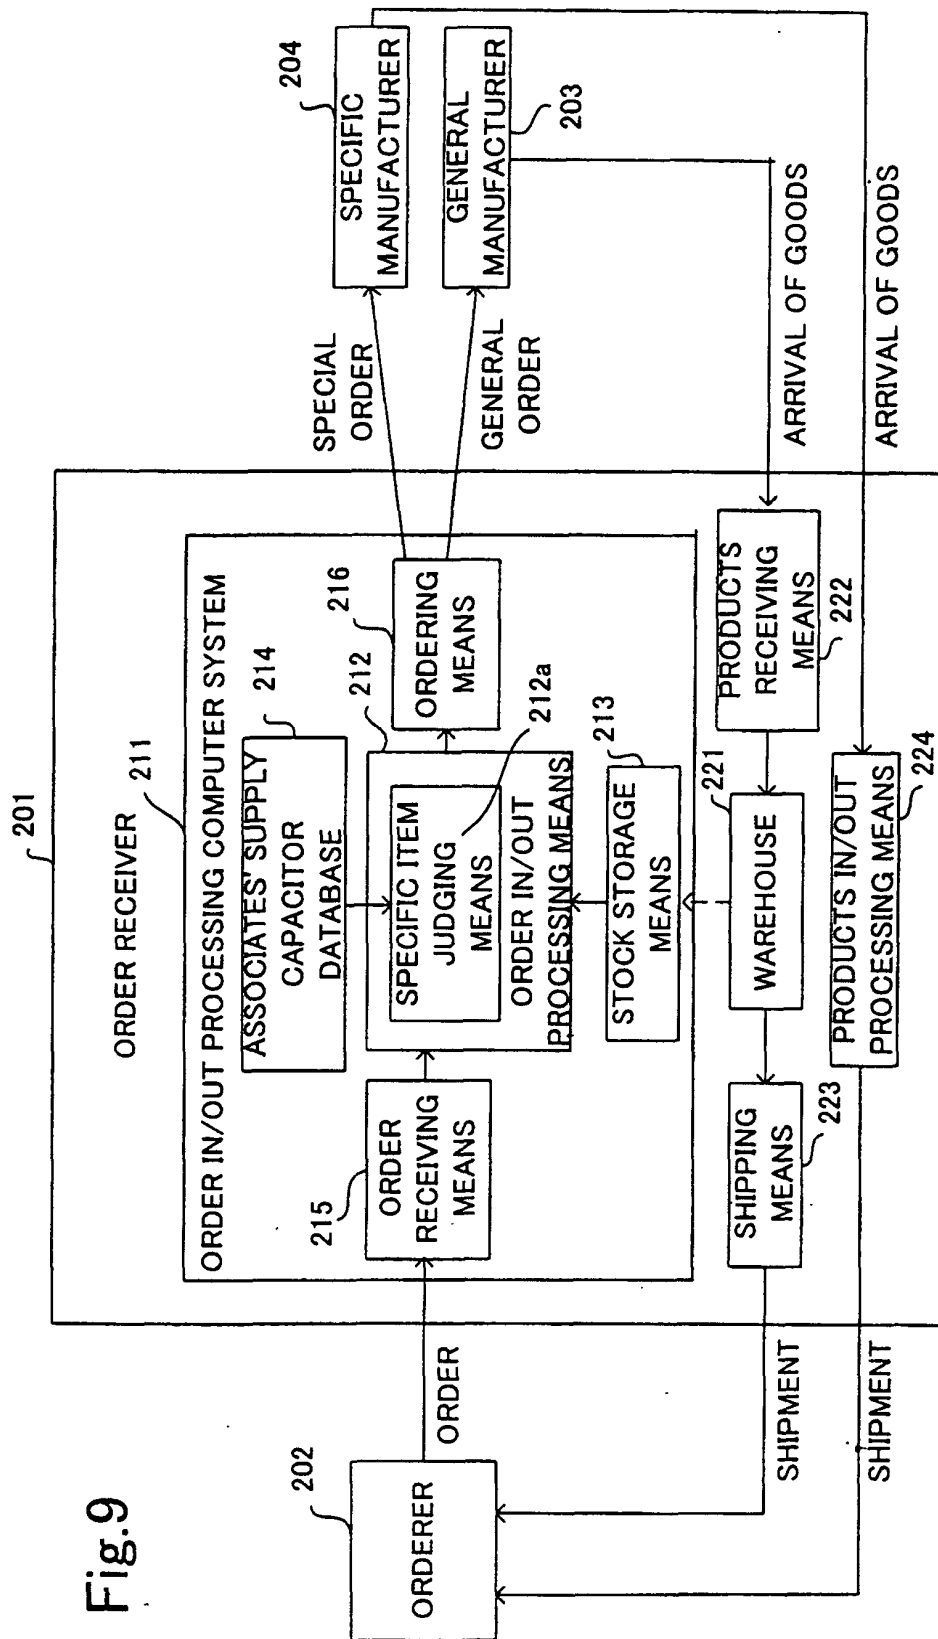 Fig.9
201
ORDER RECEIVER
211
ORDER IN/OUT PROCESSING COMPUTER SYSTEM
214
ASSOCIATES' SUPPLY
CAPACITOR
DATABASE
212
216
ORDERING
MEANS
212a
SPECIFIC ITEM
JUDGING
MEANS
ORDER IN/OUT
PROCESSING MEANS
215
ORDER
RECEIVING
MEANS
213
STOCK STORAGE
MEANS
202
ORDERER
ORDER
SPECIAL
ORDER
GENERAL
ORDER
204
SPECIFIC
MANUFACTURER
GENERAL
MANUFACTURER
203
221
WAREHOUSE
PRODUCTS
RECEIVING
MEANS
222
SHIPPING
MEANS
223
PRODUCTS IN/OUT
PROCESSING MEANS
224
SHIPMENT
SHIPMENT
ARRIVAL OF GOODS
ARRIVAL OF GOODS